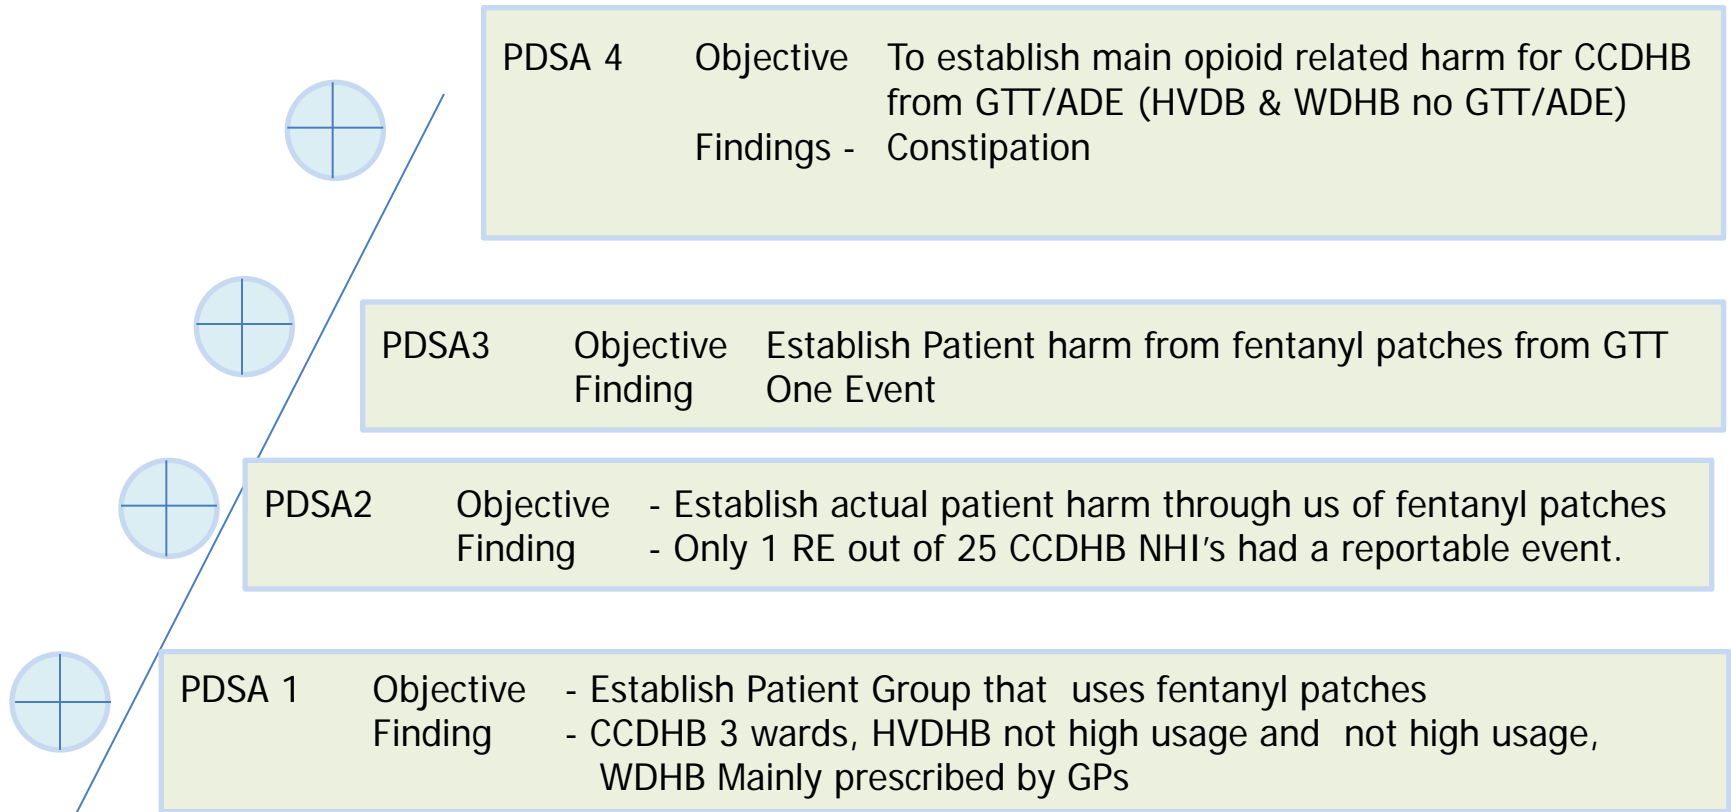 PDSA 4 Objective To establish main opioid related harm for CCDHB
from GTT/ADE (HVDB & WDHB no GTT/ADE)
Findings - Constipation
PDSA3 Objective Establish Patient harm from fentanyl patches from GTT
Finding One Event
PDSA2 Objective - Establish actual patient harm through us of fentanyl patches
Finding - Only 1 RE out of 25 CCDHB NHI's had a reportable event.
PDSA 1 Objective - Establish Patient Group that uses fentanyl patches
Finding - CCDHB 3 wards, HVDHB not high usage and not high usage,
WDHB Mainly prescribed by GPs